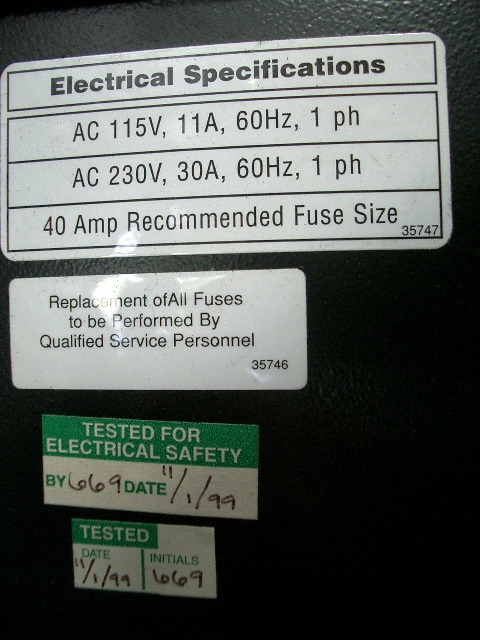 Electrical Specifications
AC 115V, 11A, 60Hz, 1 ph
AC 230V, 30A, 60Hz, 1 ph
40 Amp Recommended Fuse Size
35747
Replacement of All Fuses
to be Performed By
Qualified Service Personnel
35746
TESTED FOR
ELECTRICAL SAFETY
BY 669 DATE 11/1/99
TESTED
DATE INITIALS
11/1/99 669